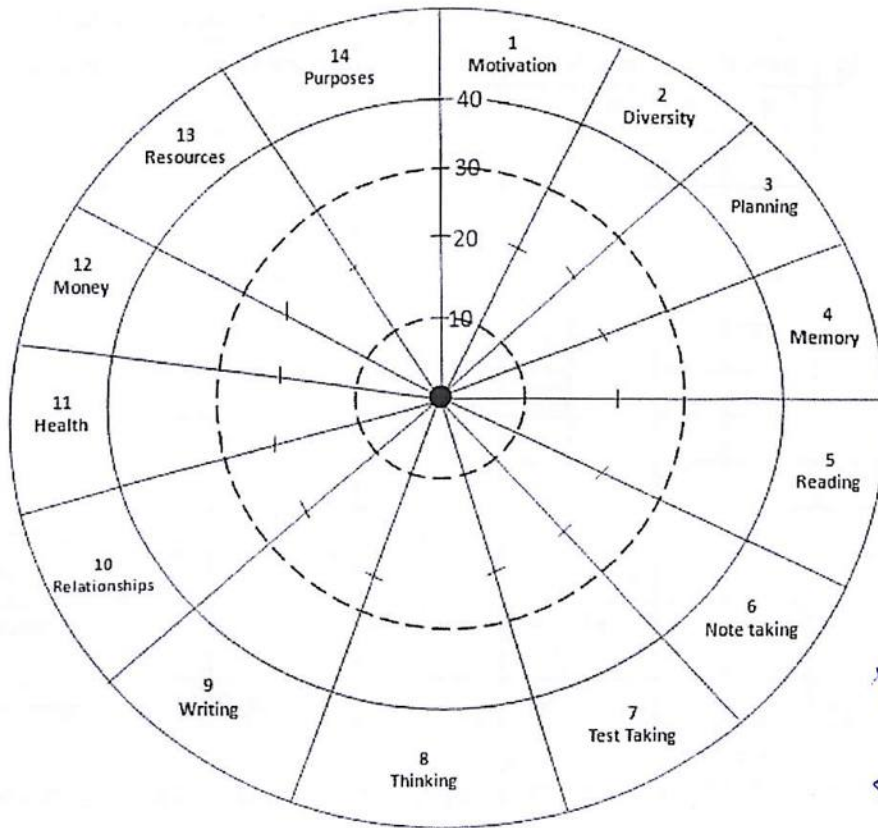 1
Motivation
2
Diversity
3
Planning
4
Memory
5
Reading
6
Note taking
7
Test Taking
8
Thinking
9
Writing
10
Relationships
11
Health
12
Money
13
Resources
14
Purposes
40
30
20
10